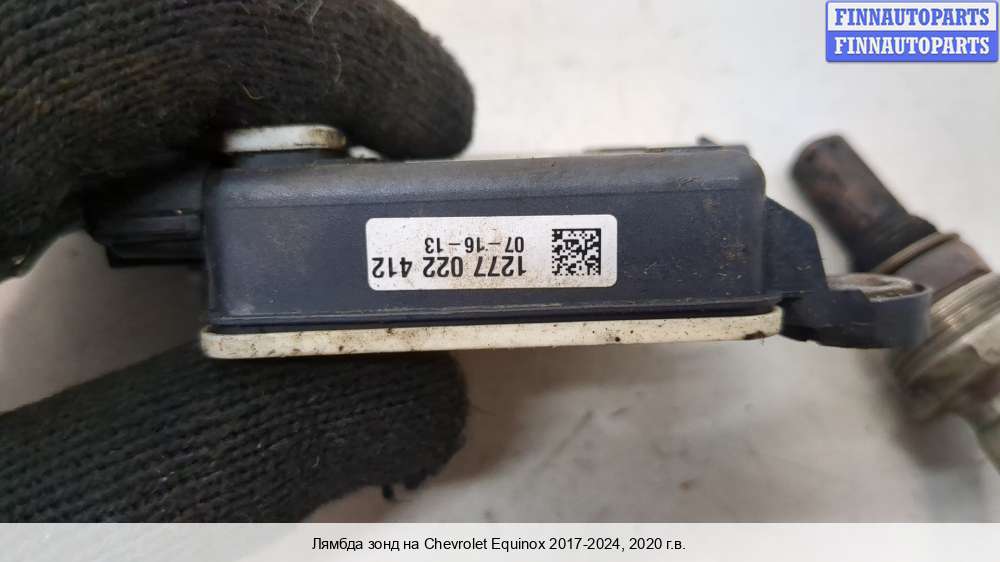 FINNAUTOPARTS
FINNAUTOPARTS
1277 022 412
07-16-13
Лямбда зонд на Chevrolet Equinox 2017-2024, 2020 г.в.